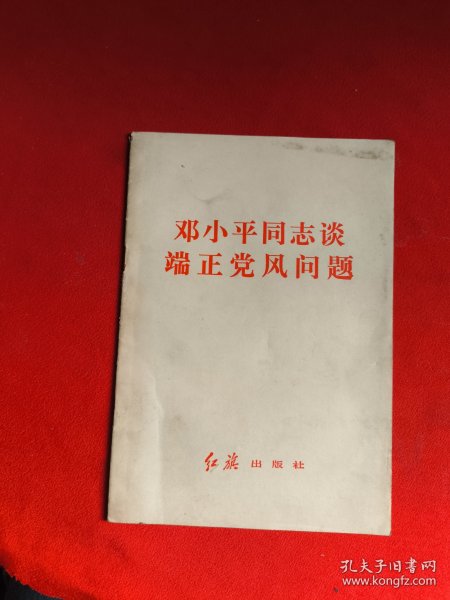 邓小平同志谈
端正党风问题
红旗 出版社
孔夫子旧书网
www.kongfz.com